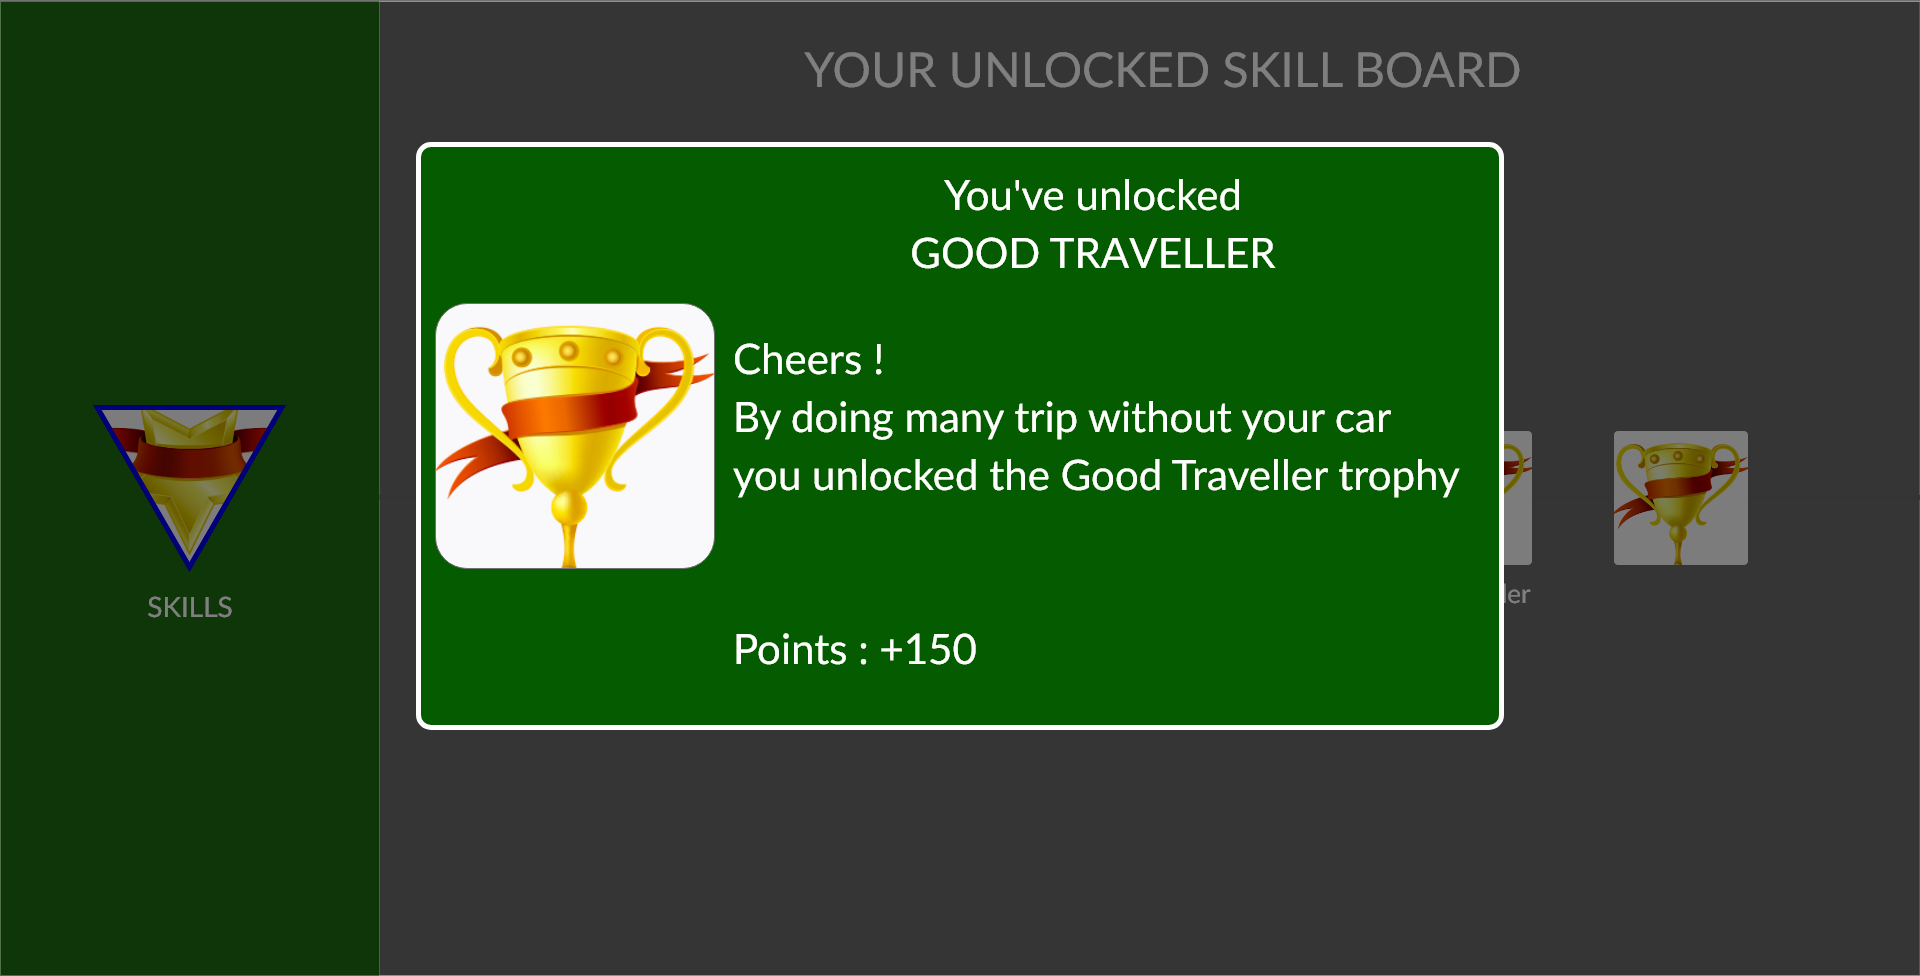 YOUR UNLOCKED SKILL BOARD
You've unlocked
GOOD TRAVELLER
Cheers !
By doing many trip without your car
you unlocked the Good Traveller trophy
Points : +150
SKILLS